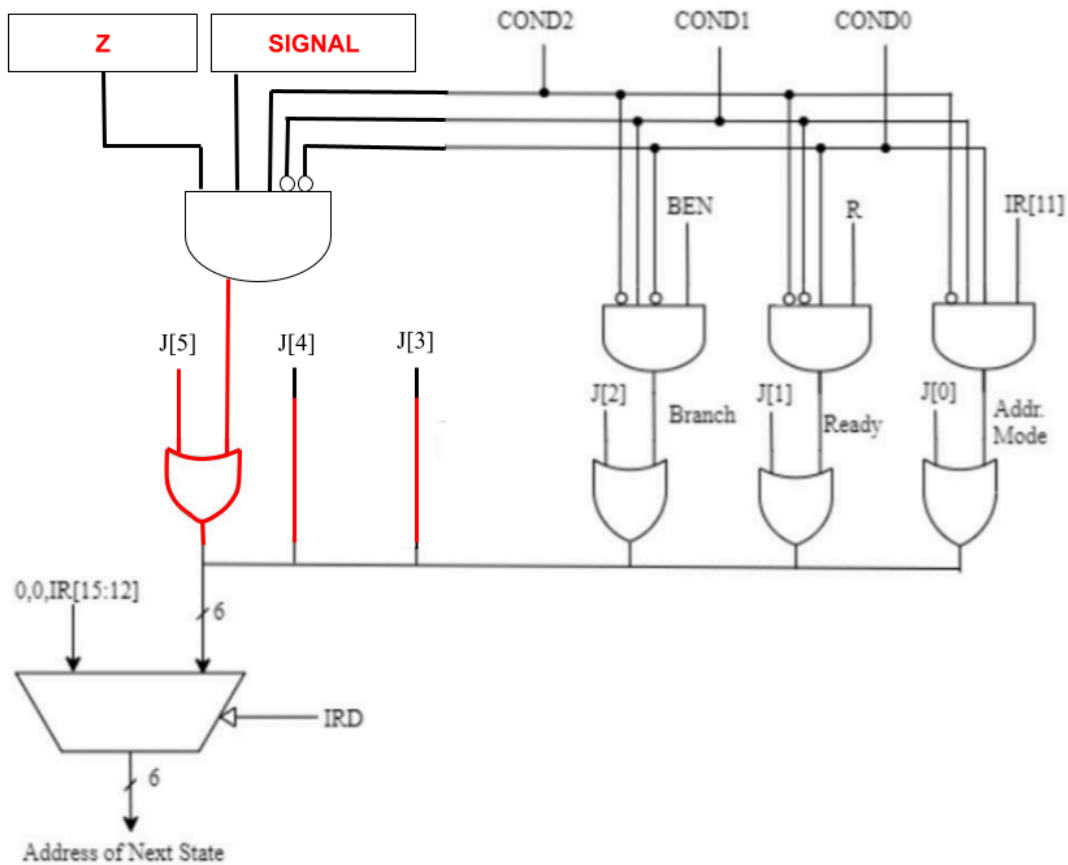 COND2 COND1 COND0
Z SIGNAL
BEN R IR[11]
J[5] J[4] J[3]
J[2] Branch J[1] Ready J[0] Addr.
Mode
0,0,IR[15:12]
6
IRD
6
Address of Next State